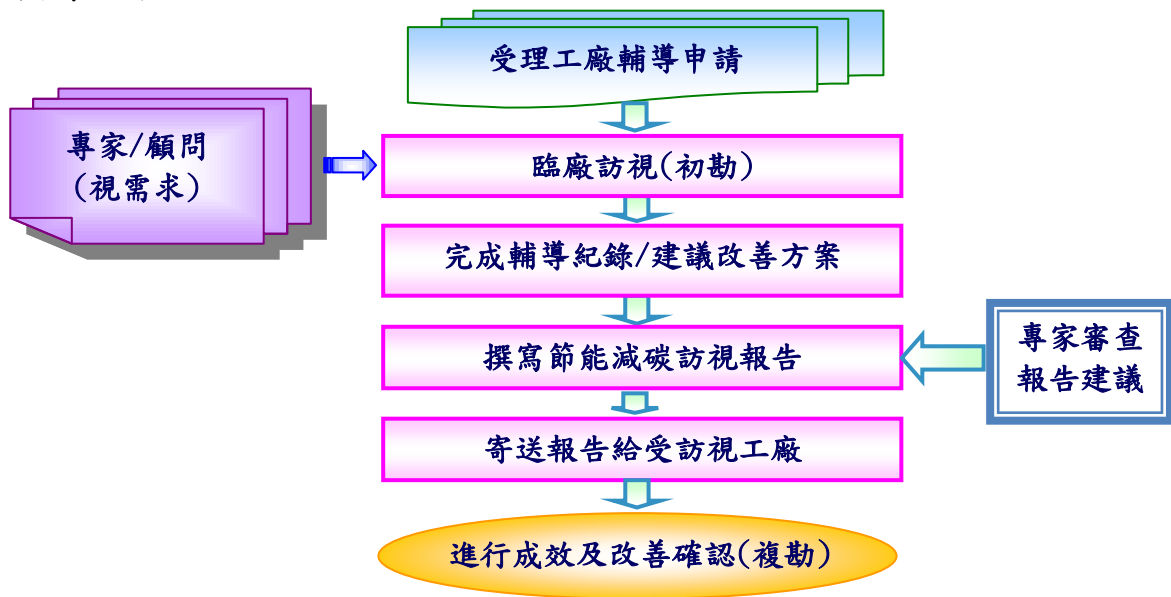 受理工廠輔導申請
專家/顧問
(視需求)
臨廠訪視(初勘)
完成輔導紀錄/建議改善方案
撰寫節能減碳訪視報告
專家審查
報告建議
寄送報告給受訪視工廠
進行成效及改善確認(複勘)